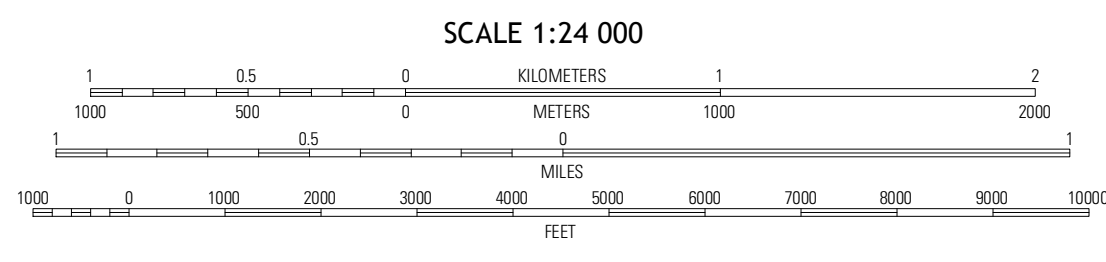 SCALE 1:24 000
1 0.5 0 KILOMETERS 1 2
1000 500 0 METERS 1000 2000
1 0.5 0 1
MILES
1000 0 1000 2000 3000 4000 5000 6000 7000 8000 9000 10000
FEET